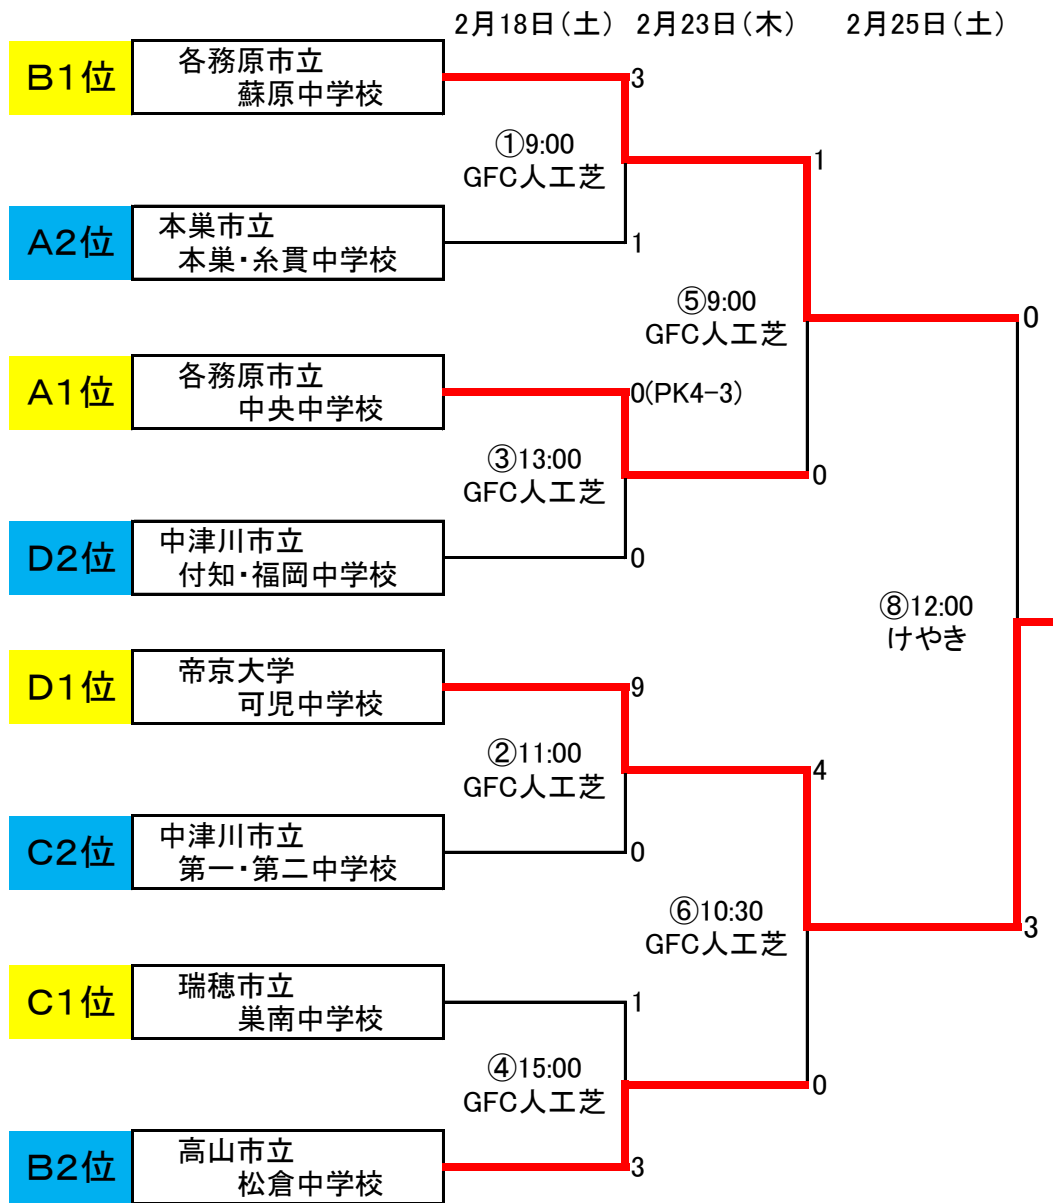 2月18日(土) 2月23日(木) 2月25日(土)
B1位
各務原市立
蘇原中学校
3
①9:00
GFC人工芝
1
A2位
本巣市立
本巣・糸貫中学校
1
⑤9:00
GFC人工芝
0
A1位
各務原市立
中央中学校
0(PK4-3)
③13:00
GFC人工芝
0
D2位
中津川市立
付知・福岡中学校
0
⑧12:00
けやき
D1位
帝京大学
可児中学校
9
②11:00
GFC人工芝
4
C2位
中津川市立
第一・第二中学校
0
⑥10:30
GFC人工芝
3
C1位
瑞穂市立
巣南中学校
1
④15:00
GFC人工芝
0
B2位
高山市立
松倉中学校
3